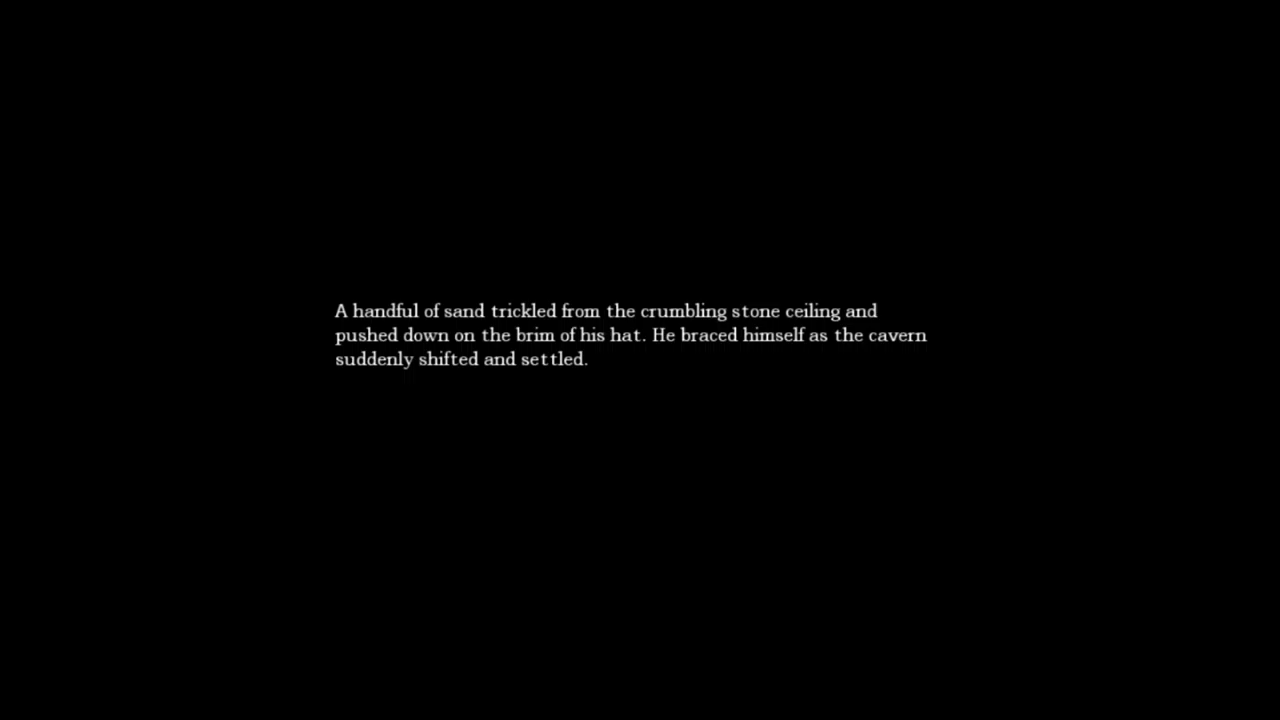 A handful of sand trickled from the crumbling stone ceiling and
pushed down on the brim of his hat. He braced himself as the cavern
suddenly shifted and settled.